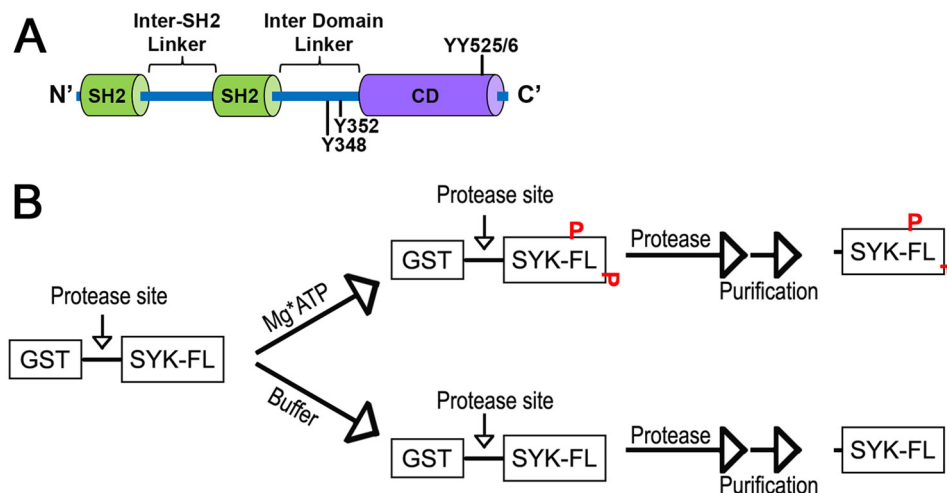 A
Inter-SH2
Linker
Inter Domain
Linker
YY525/6
N’
SH2
SH2
CD
C’
Y352
Y348
B
Protease site
GST
SYK-FL
Mg*ATP
Buffer
Protease site
GST
SYK-FL
P
P
Protease
Purification
SYK-FL
P
Protease site
GST
SYK-FL
Protease
Purification
SYK-FL